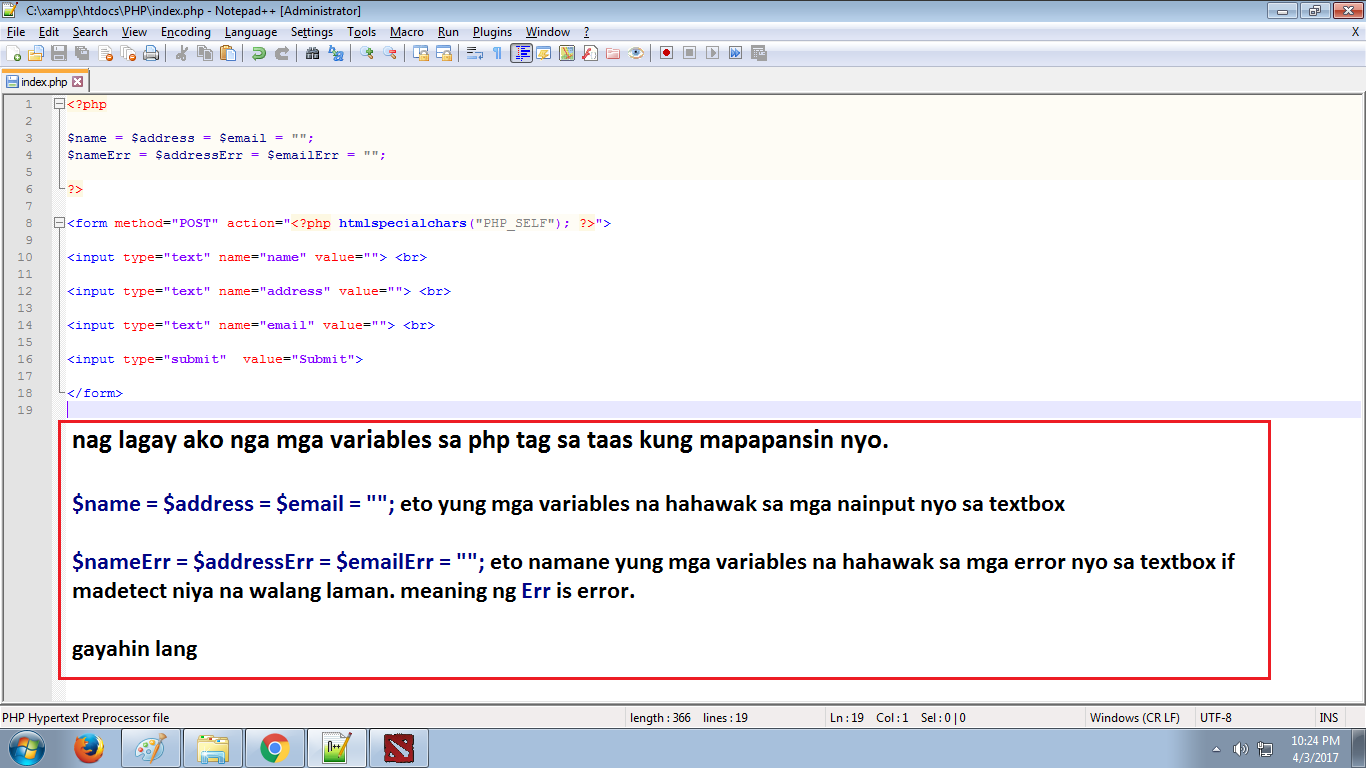 C:\xampp\htdocs\PHP\index.php - Notepad++ [Administrator]
File Edit Search View Encoding Language Settings Tools Macro Run Plugins Window ? X
index.php
1 <?php
2
3 $name = $address = $email = "";
4 $nameErr = $addressErr = $emailErr = "";
5
6 ?>
7
8 <form method="POST" action="<?php htmlspecialchars("PHP_SELF"); ?>">
9
10 <input type="text" name="name" value=""> <br>
11
12 <input type="text" name="address" value=""> <br>
13
14 <input type="text" name="email" value=""> <br>
15
16 <input type="submit"  value="Submit">
17
18 </form>
19
nag lagay ako nga mga variables sa php tag sa taas kung mapapansin nyo.
$name = $address = $email = ""; eto yung mga variables na hahawak sa mga nainput nyo sa textbox
$nameErr = $addressErr = $emailErr = ""; eto namane yung mga variables na hahawak sa mga error nyo sa textbox if
madetect niya na walang laman. meaning ng Err is error.
gayahin lang
PHP Hypertext Preprocessor file length : 366 lines : 19 Ln : 19 Col : 1 Sel : 0 | 0 Windows (CR LF) UTF-8 INS
10:24 PM
4/3/2017